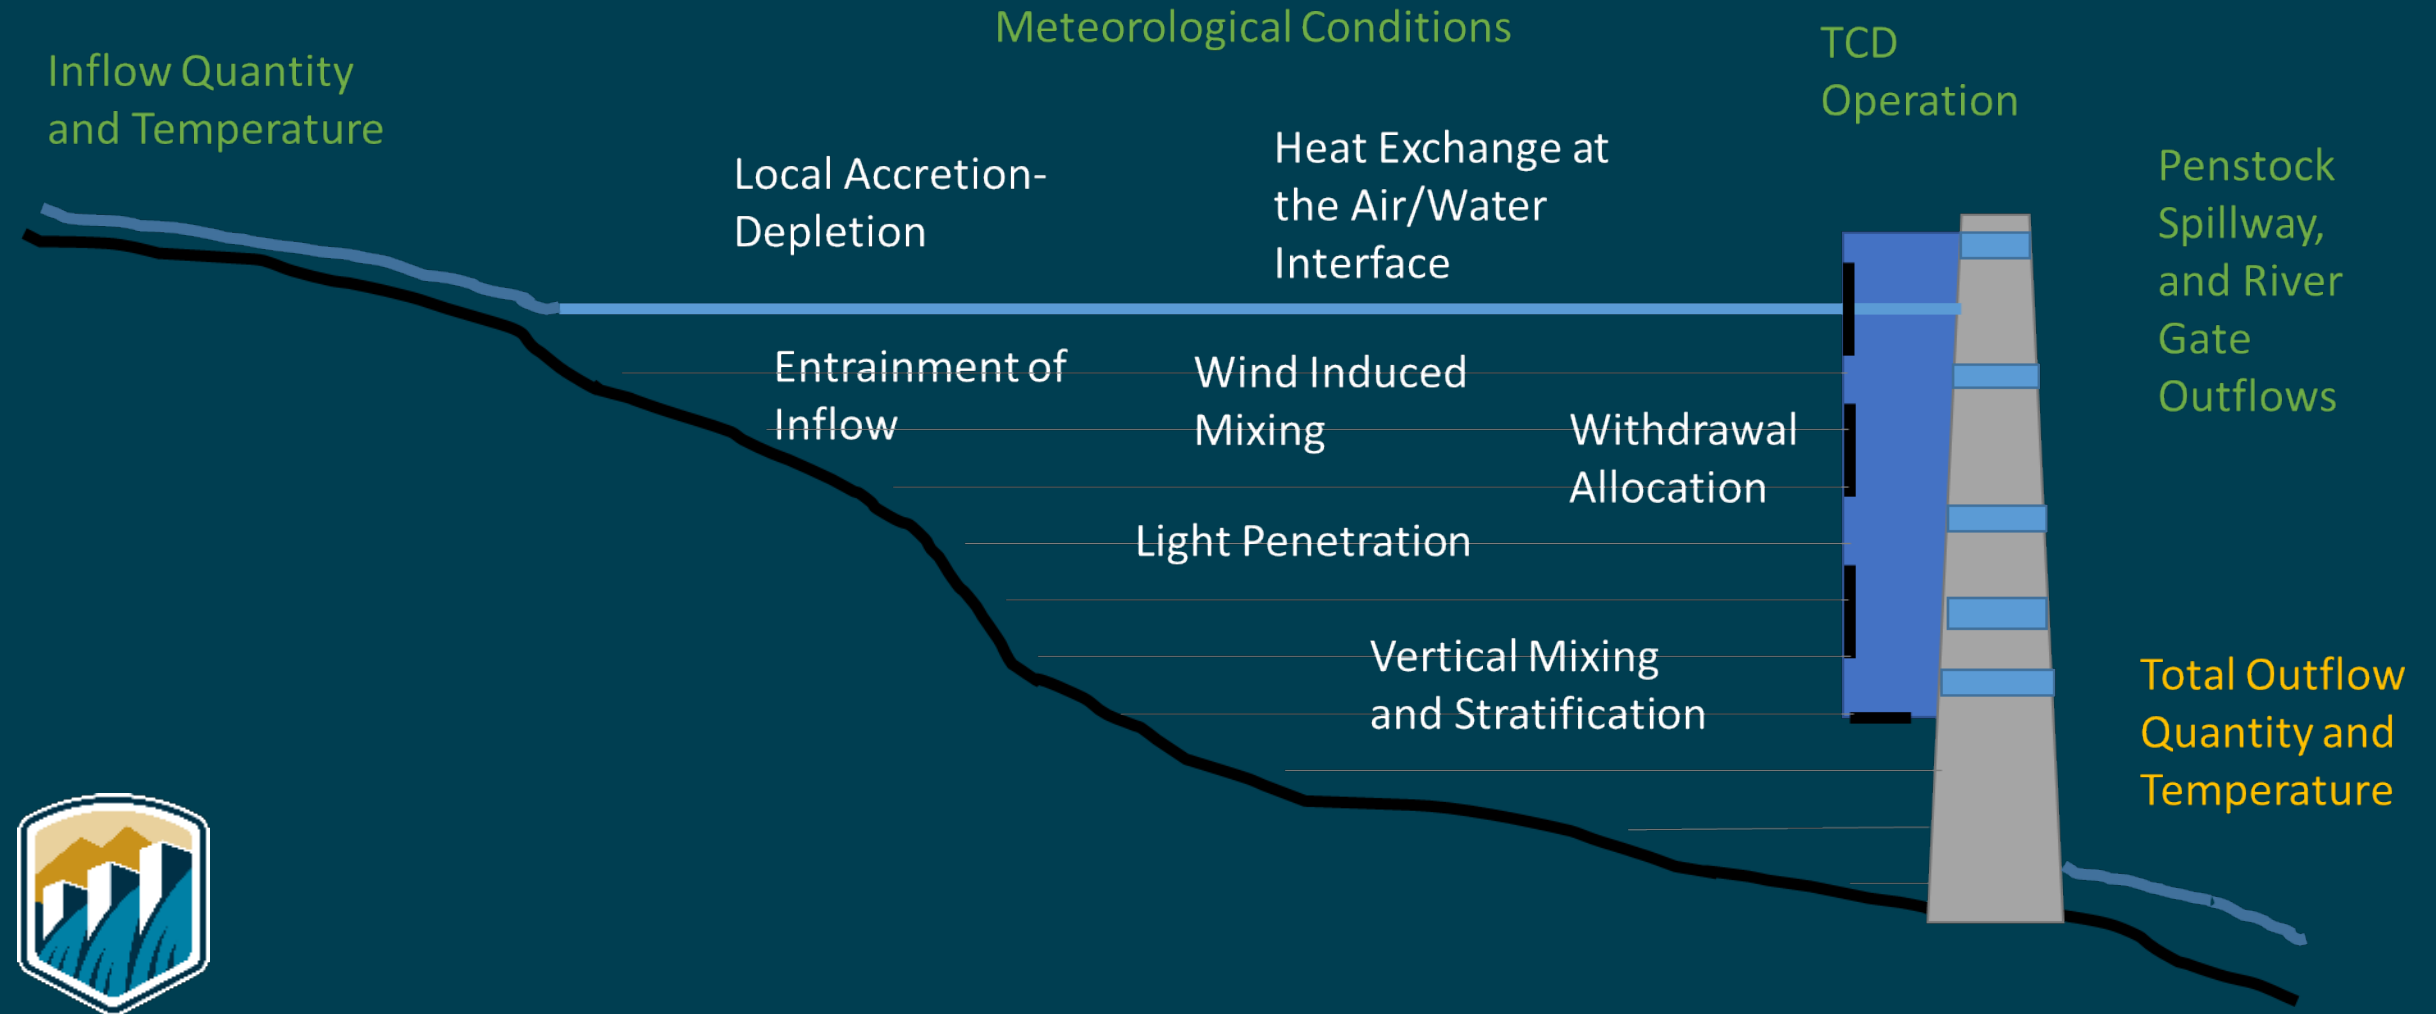 Meteorological Conditions
Inflow Quantity
and Temperature
TCD
Operation
Local Accretion-
Depletion
Heat Exchange at
the Air/Water
Interface
Penstock
Spillway,
and River
Gate
Outflows
Entrainment of
Inflow
Wind Induced
Mixing
Withdrawal
Allocation
Light Penetration
Vertical Mixing
and Stratification
Total Outflow
Quantity and
Temperature